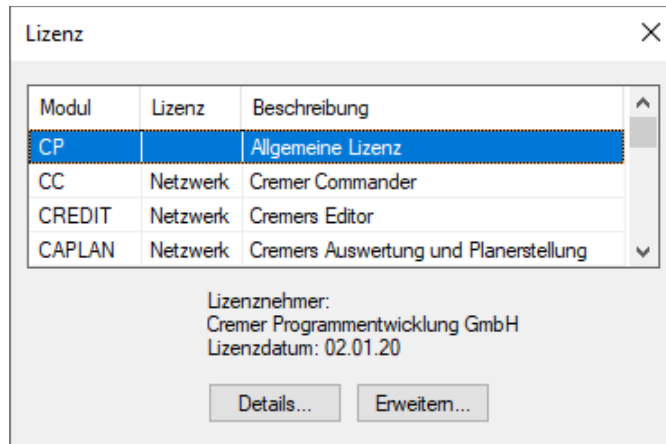 Lizenz
Modul Lizenz Beschreibung
CP Allgemeine Lizenz
CC Netzwerk Cremer Commander
CREDIT Netzwerk Cremers Editor
CAPLAN Netzwerk Cremers Auswertung und Planerstellung
Lizenznehmer:
Cremer Programmentwicklung GmbH
Lizenzdatum: 02.01.20
Details... Erweitern...